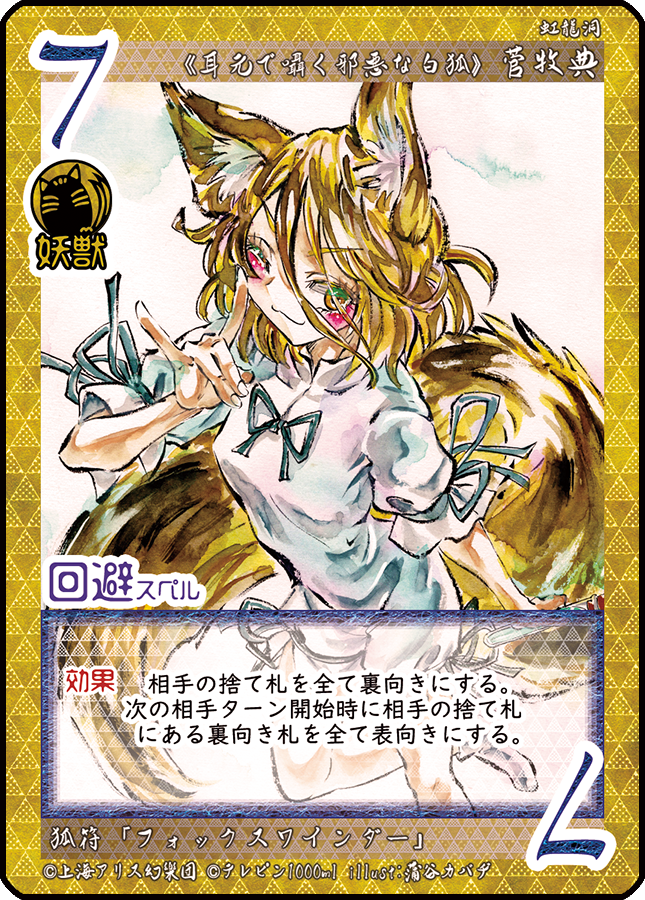 虹龍洞
7
《耳元で囁く邪悪な白狐》 菅牧典
妖獣
回避スペル
効果 相手の捨て札を全て裏向きにする。
次の相手ターン開始時に相手の捨て札
にある裏向き札を全て表向きにする。
狐符「フォックスワインダー」
7
©上海アリス幻樂団 ©テレピン1000ml illust:蒲谷カバヂ